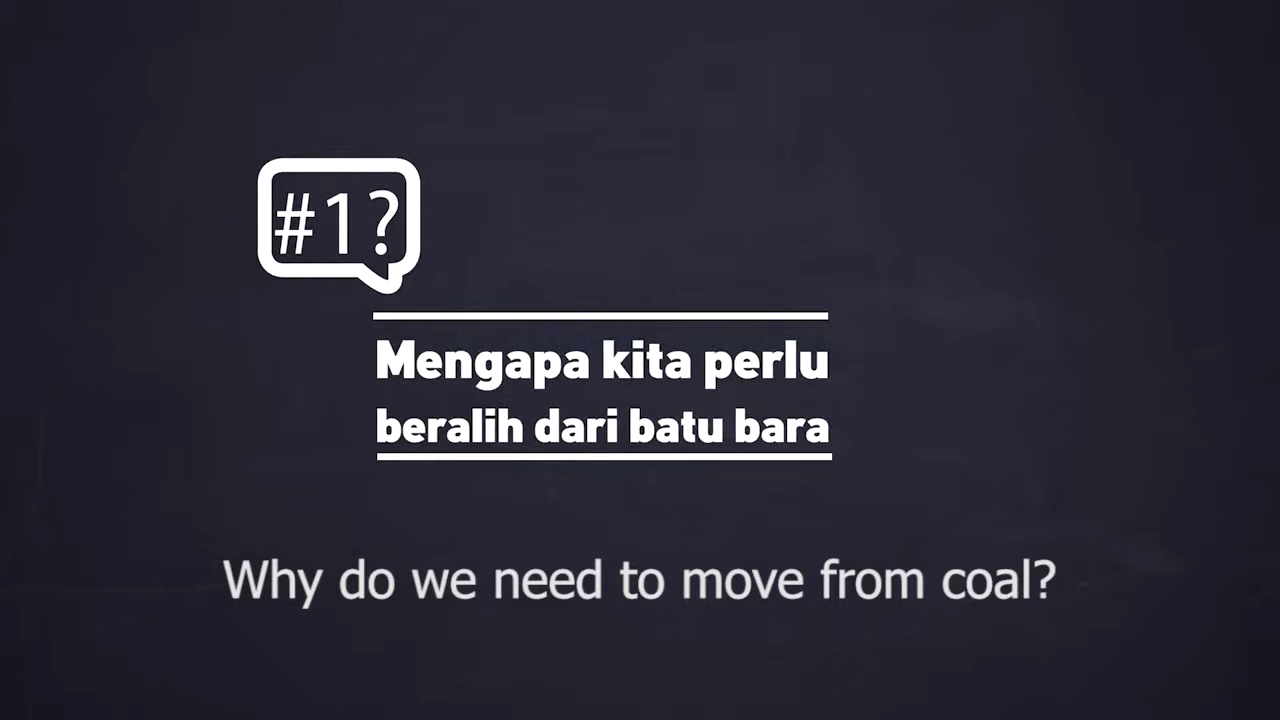 #1?
Mengapa kita perlu
beralih dari batu bara
Why do we need to move from coal?